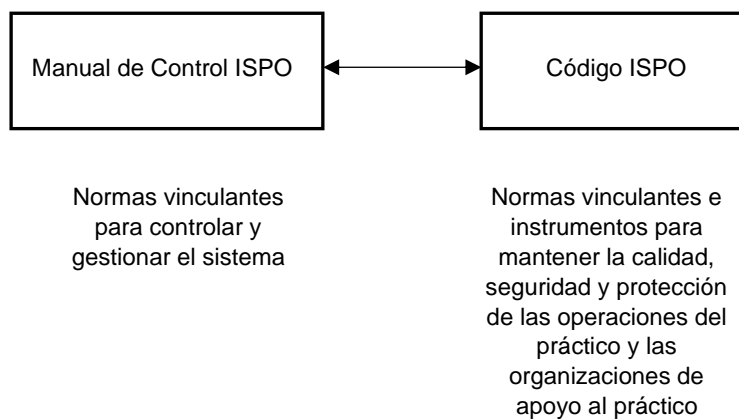 Manual de Control ISPO
Código ISPO
Normas vinculantes
para controlar y
gestionar el sistema
Normas vinculantes e
instrumentos para
mantener la calidad,
seguridad y protección
de las operaciones del
práctico y las
organizaciones de
apoyo al práctico